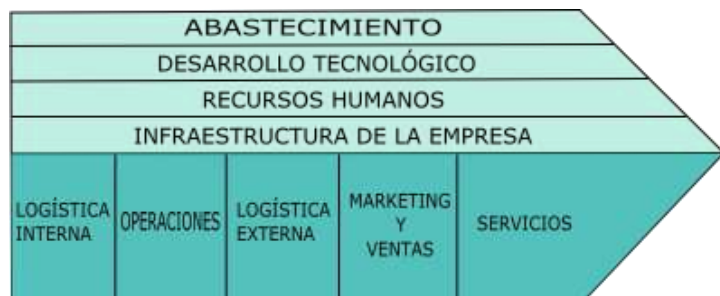 ABASTECIMIENTO
DESARROLLO TECNOLÓGICO
RECURSOS HUMANOS
INFRAESTRUCTURA DE LA EMPRESA
LOGÍSTICA
INTERNA
OPERACIONES
LOGÍSTICA
EXTERNA
MARKETING
Y
VENTAS
SERVICIOS